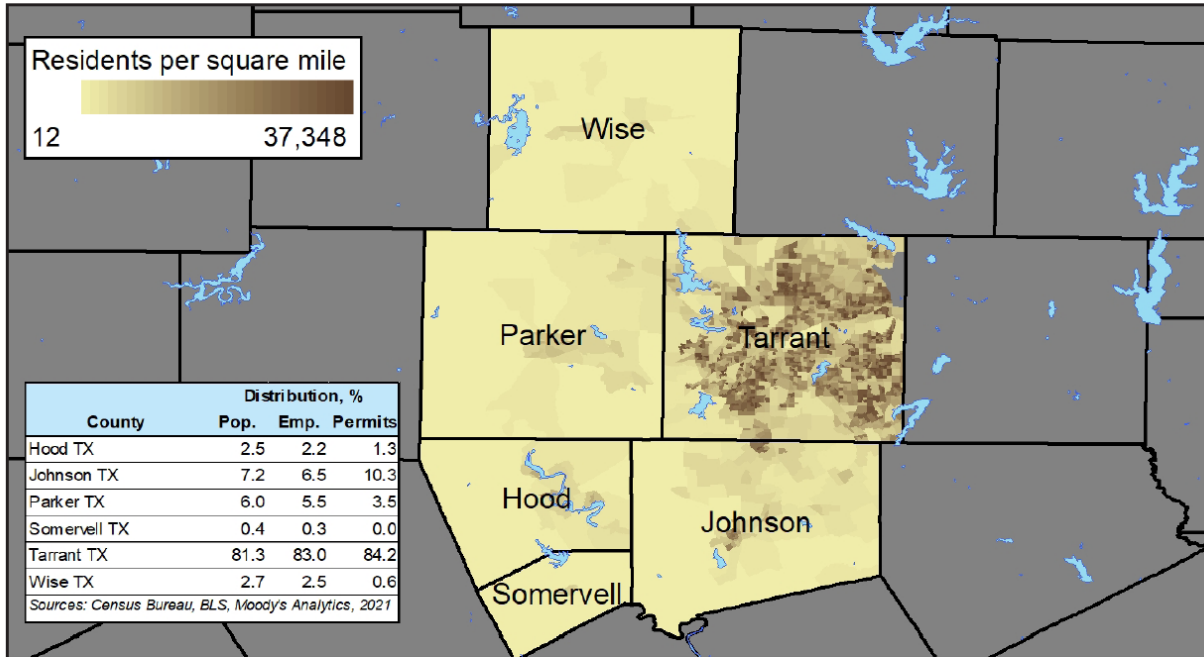 Residents per square mile
12 37,348
Wise
Parker
Tarrant
Hood
Johnson
Somervell
Distribution, %
County Pop. Emp. Permits
Hood TX 2.5 2.2 1.3
Johnson TX 7.2 6.5 10.3
Parker TX 6.0 5.5 3.5
Somervell TX 0.4 0.3 0.0
Tarrant TX 81.3 83.0 84.2
Wise TX 2.7 2.5 0.6
Sources: Census Bureau, BLS, Moody's Analytics, 2021